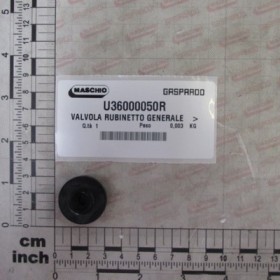 MASCHIO GASPARDO
U36000050R
VALVOLA RUBINETTO GENERALE >
Q.tà 1 Peso 0,003 KG
cm
inch